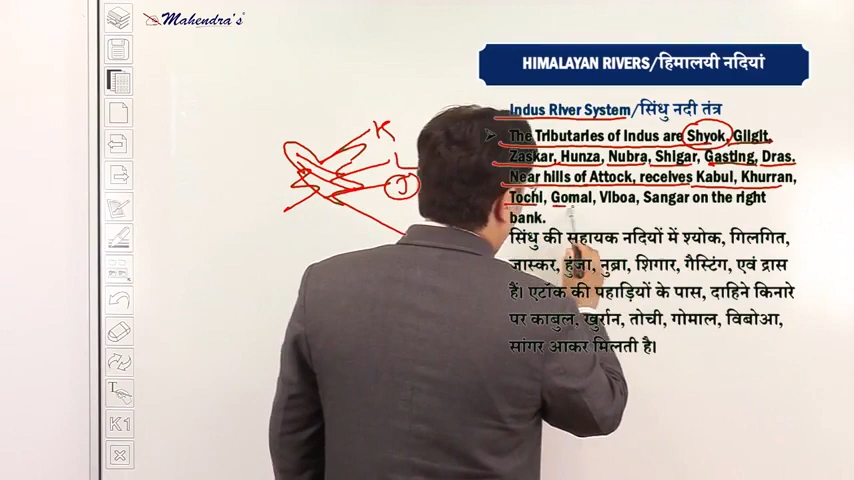 Mahendra's
HIMALAYAN RIVERS/हिमालयी नदियां
Indus River System/सिंधु नदी तंत्र
The Tributaries of Indus are Shyok, Gilgit,
Zaskar, Hunza, Nubra, Shigar, Gasting, Dras.
Near hills of Attock, receives Kabul, Khurran,
Tochi, Gomal, Viboa, Sangar on the right
bank.
सिंधु की सहायक नदियों में श्योक, गिलगित,
जास्कर, हुंजा, नुब्रा, शिगार, गैस्टिंग, एवं द्रास
हैं। एटॉक की पहाड़ियों के पास, दाहिने किनारे
पर काबुल, खुर्रान, तोची, गोमाल, विबोआ,
सांगर आकर मिलती है।
K
L
J
T
K1